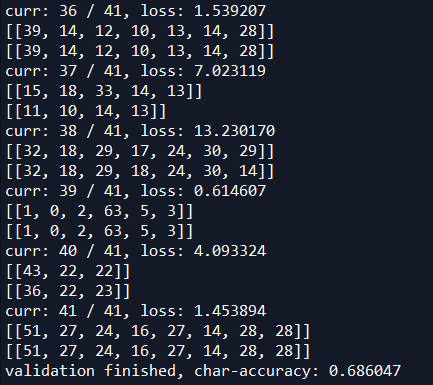 curr: 36 / 41, loss: 1.539207
[[39, 14, 12, 10, 13, 14, 28]]
[[39, 14, 12, 10, 13, 14, 28]]
curr: 37 / 41, loss: 7.023119
[[15, 18, 33, 14, 13]]
[[11, 10, 14, 13]]
curr: 38 / 41, loss: 13.230170
[[32, 18, 29, 17, 24, 30, 29]]
[[32, 18, 29, 18, 24, 30, 14]]
curr: 39 / 41, loss: 0.614607
[[1, 0, 2, 63, 5, 3]]
[[1, 0, 2, 63, 5, 3]]
curr: 40 / 41, loss: 4.093324
[[43, 22, 22]]
[[36, 22, 23]]
curr: 41 / 41, loss: 1.453894
[[51, 27, 24, 16, 27, 14, 28, 28]]
[[51, 27, 24, 16, 27, 14, 28, 28]]
validation finished, char-accuracy: 0.686047